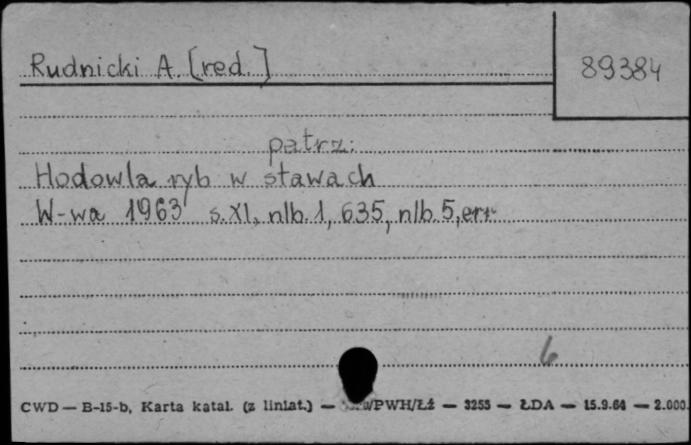 Rudnicki A. [red.]
89384
patrz:
Hodowla ryb w stawach
W-wa 1963 s. XI, nlb. 1, 635, nlb. 5, err
6
CWD — B-15-b, Karta katal. (z liniat.) — /PWH/Łź — 3253 — ŁDA — 15.9.64 — 2.000.